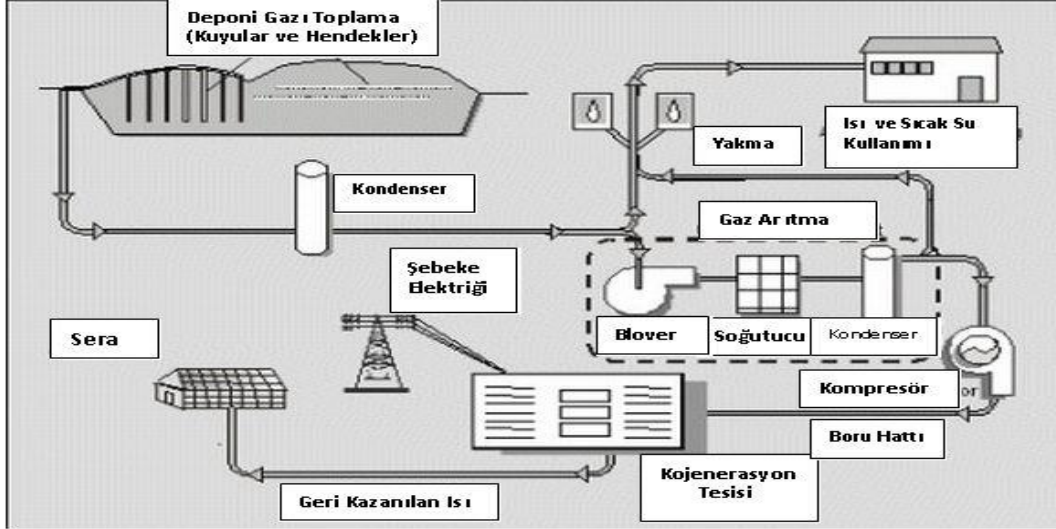 Deponi Gazı Toplama
(Kuyular ve Hendekler)
Yakma
Isı ve Sıcak Su
Kullanımı
Kondenser
Gaz Arıtma
Şebeke
Elektriği
Sera
Blover
Soğutucu
Kondenser
Kompresör
or
Boru Hattı
Kojenerasyon
Tesisi
Geri Kazanılan Isı